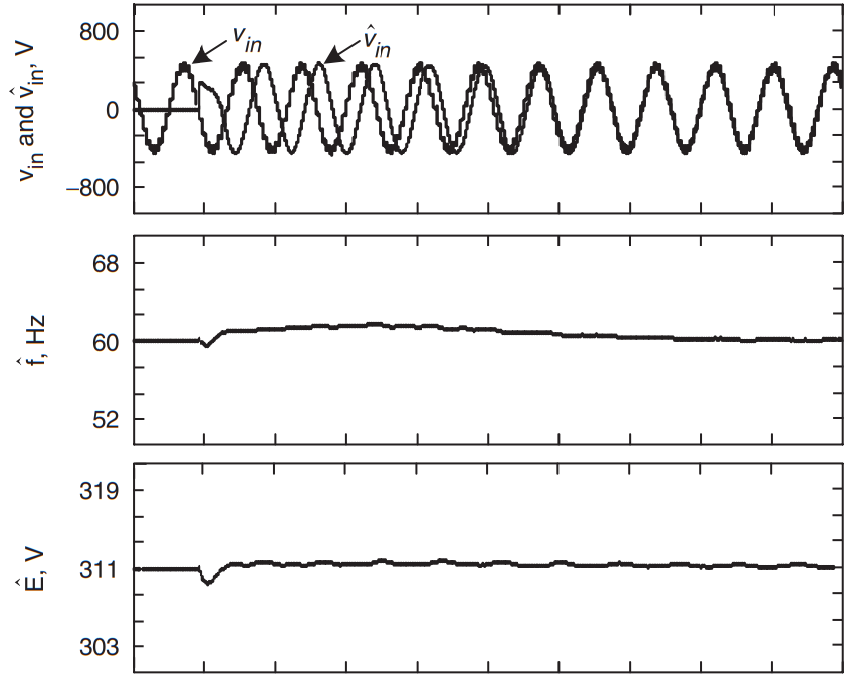 v_in and v̂_in, V
800
0
−800
v_in
v̂_in
f̂, Hz
68
60
52
Ê, V
319
311
303